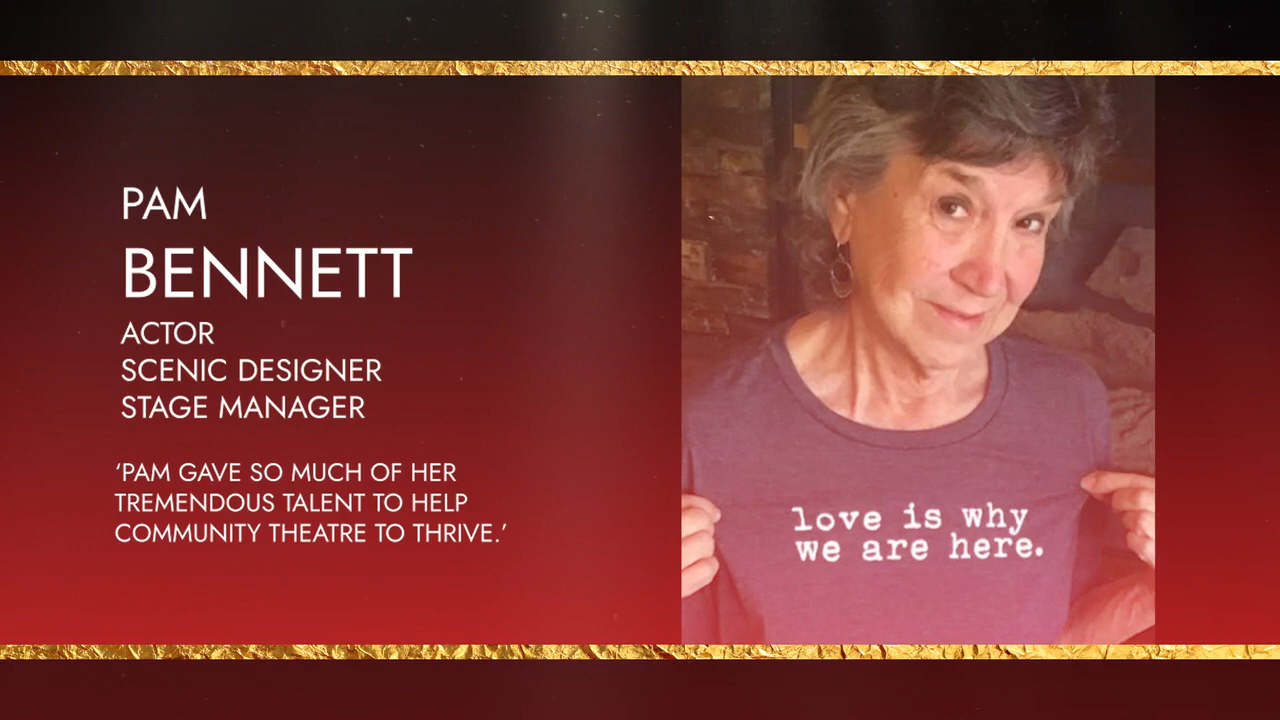 PAM
BENNETT
ACTOR
SCENIC DESIGNER
STAGE MANAGER
‘PAM GAVE SO MUCH OF HER
TREMENDOUS TALENT TO HELP
COMMUNITY THEATRE TO THRIVE.’
love is why
we are here.